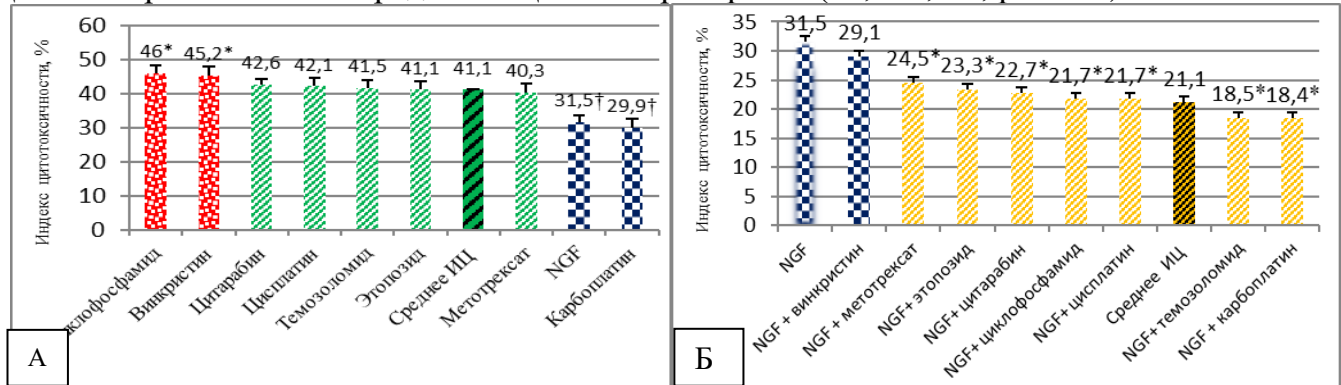 А
Индекс цитотоксичности, %
60
50
40
30
20
10
0
46*
45,2*
42,6
42,1
41,5
41,1
41,1
40,3
31,5†
29,9†
клофосфамид
Винкристин
Цитарабин
Цисплатин
Темозоломид
Этопозид
Среднее ИЦ
Метотрексат
NGF
Карбоплатин
Б
Индекс цитотоксичности, %
35
30
25
20
15
10
5
0
31,5
29,1
24,5*
23,3*
22,7*
21,7*
21,7*
21,1
18,5*
18,4*
NGF
NGF + винкристин
NGF + метотрексат
NGF+ этопозид
NGF+ цитарабин
NGF+ циклофосфамид
NGF+ цисплатин
Среднее ИЦ
NGF+ темозоломид
NGF + карбоплатин